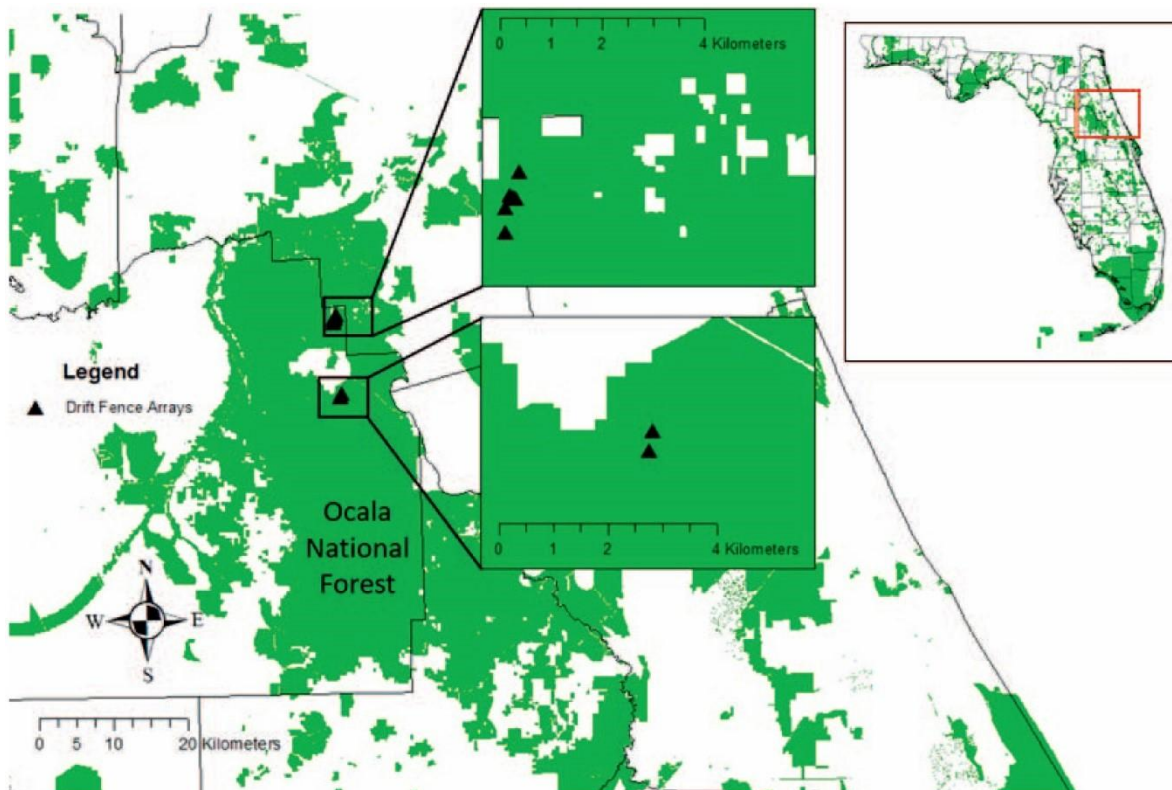 0 1 2 4 Kilometers
Legend
Drift Fence Arrays
0 1 2 4 Kilometers
Ocala
National
Forest
N
W E
S
0 5 10 20 Kilometers